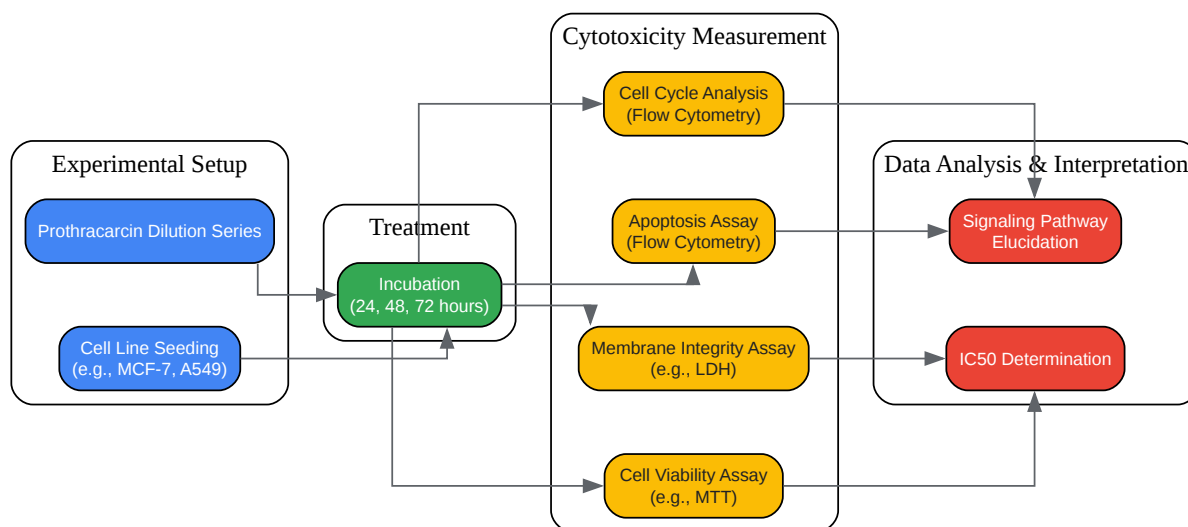 Experimental Setup
Prothracarcin Dilution Series
Cell Line Seeding
(e.g., MCF-7, A549)
Treatment
Incubation
(24, 48, 72 hours)
Cytotoxicity Measurement
Cell Cycle Analysis
(Flow Cytometry)
Apoptosis Assay
(Flow Cytometry)
Membrane Integrity Assay
(e.g., LDH)
Cell Viability Assay
(e.g., MTT)
Data Analysis & Interpretation
Signaling Pathway
Elucidation
IC50 Determination